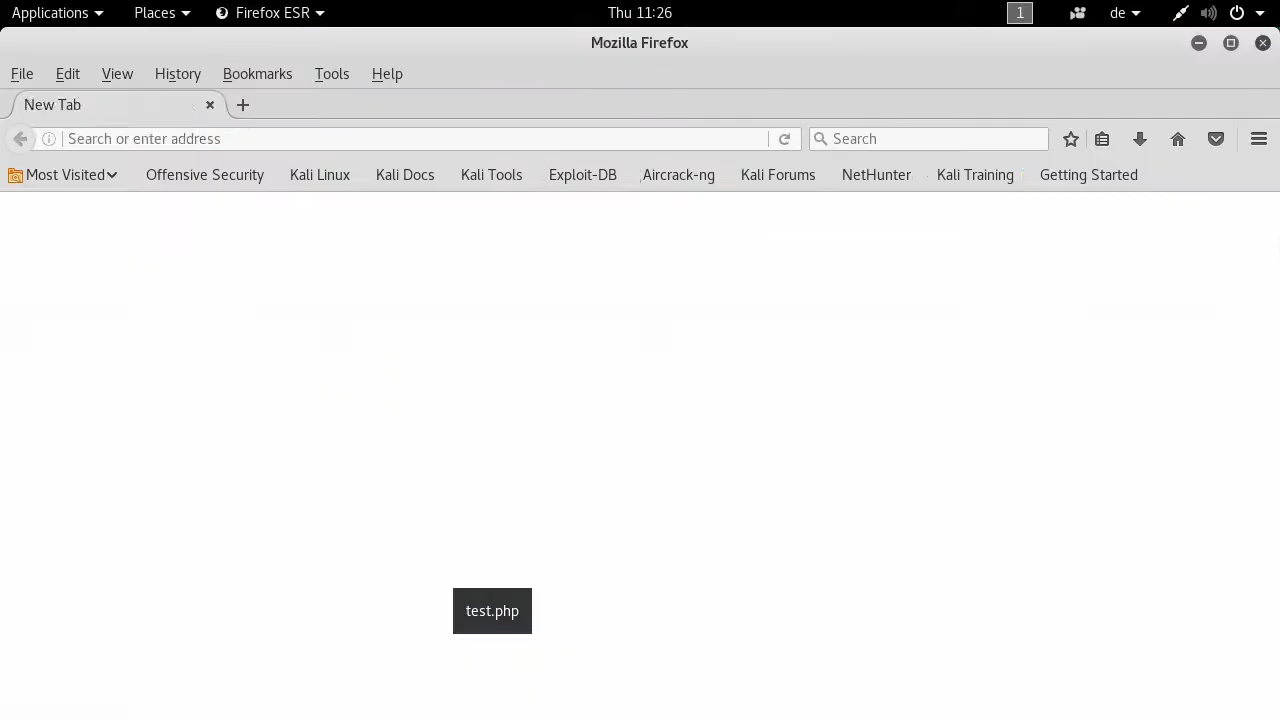 Applications Places Firefox ESR Thu 11:26 1 de
Mozilla Firefox
File Edit View History Bookmarks Tools Help
New Tab
Search or enter address Search
Most Visited Offensive Security Kali Linux Kali Docs Kali Tools Exploit-DB Aircrack-ng Kali Forums NetHunter Kali Training Getting Started
test.php